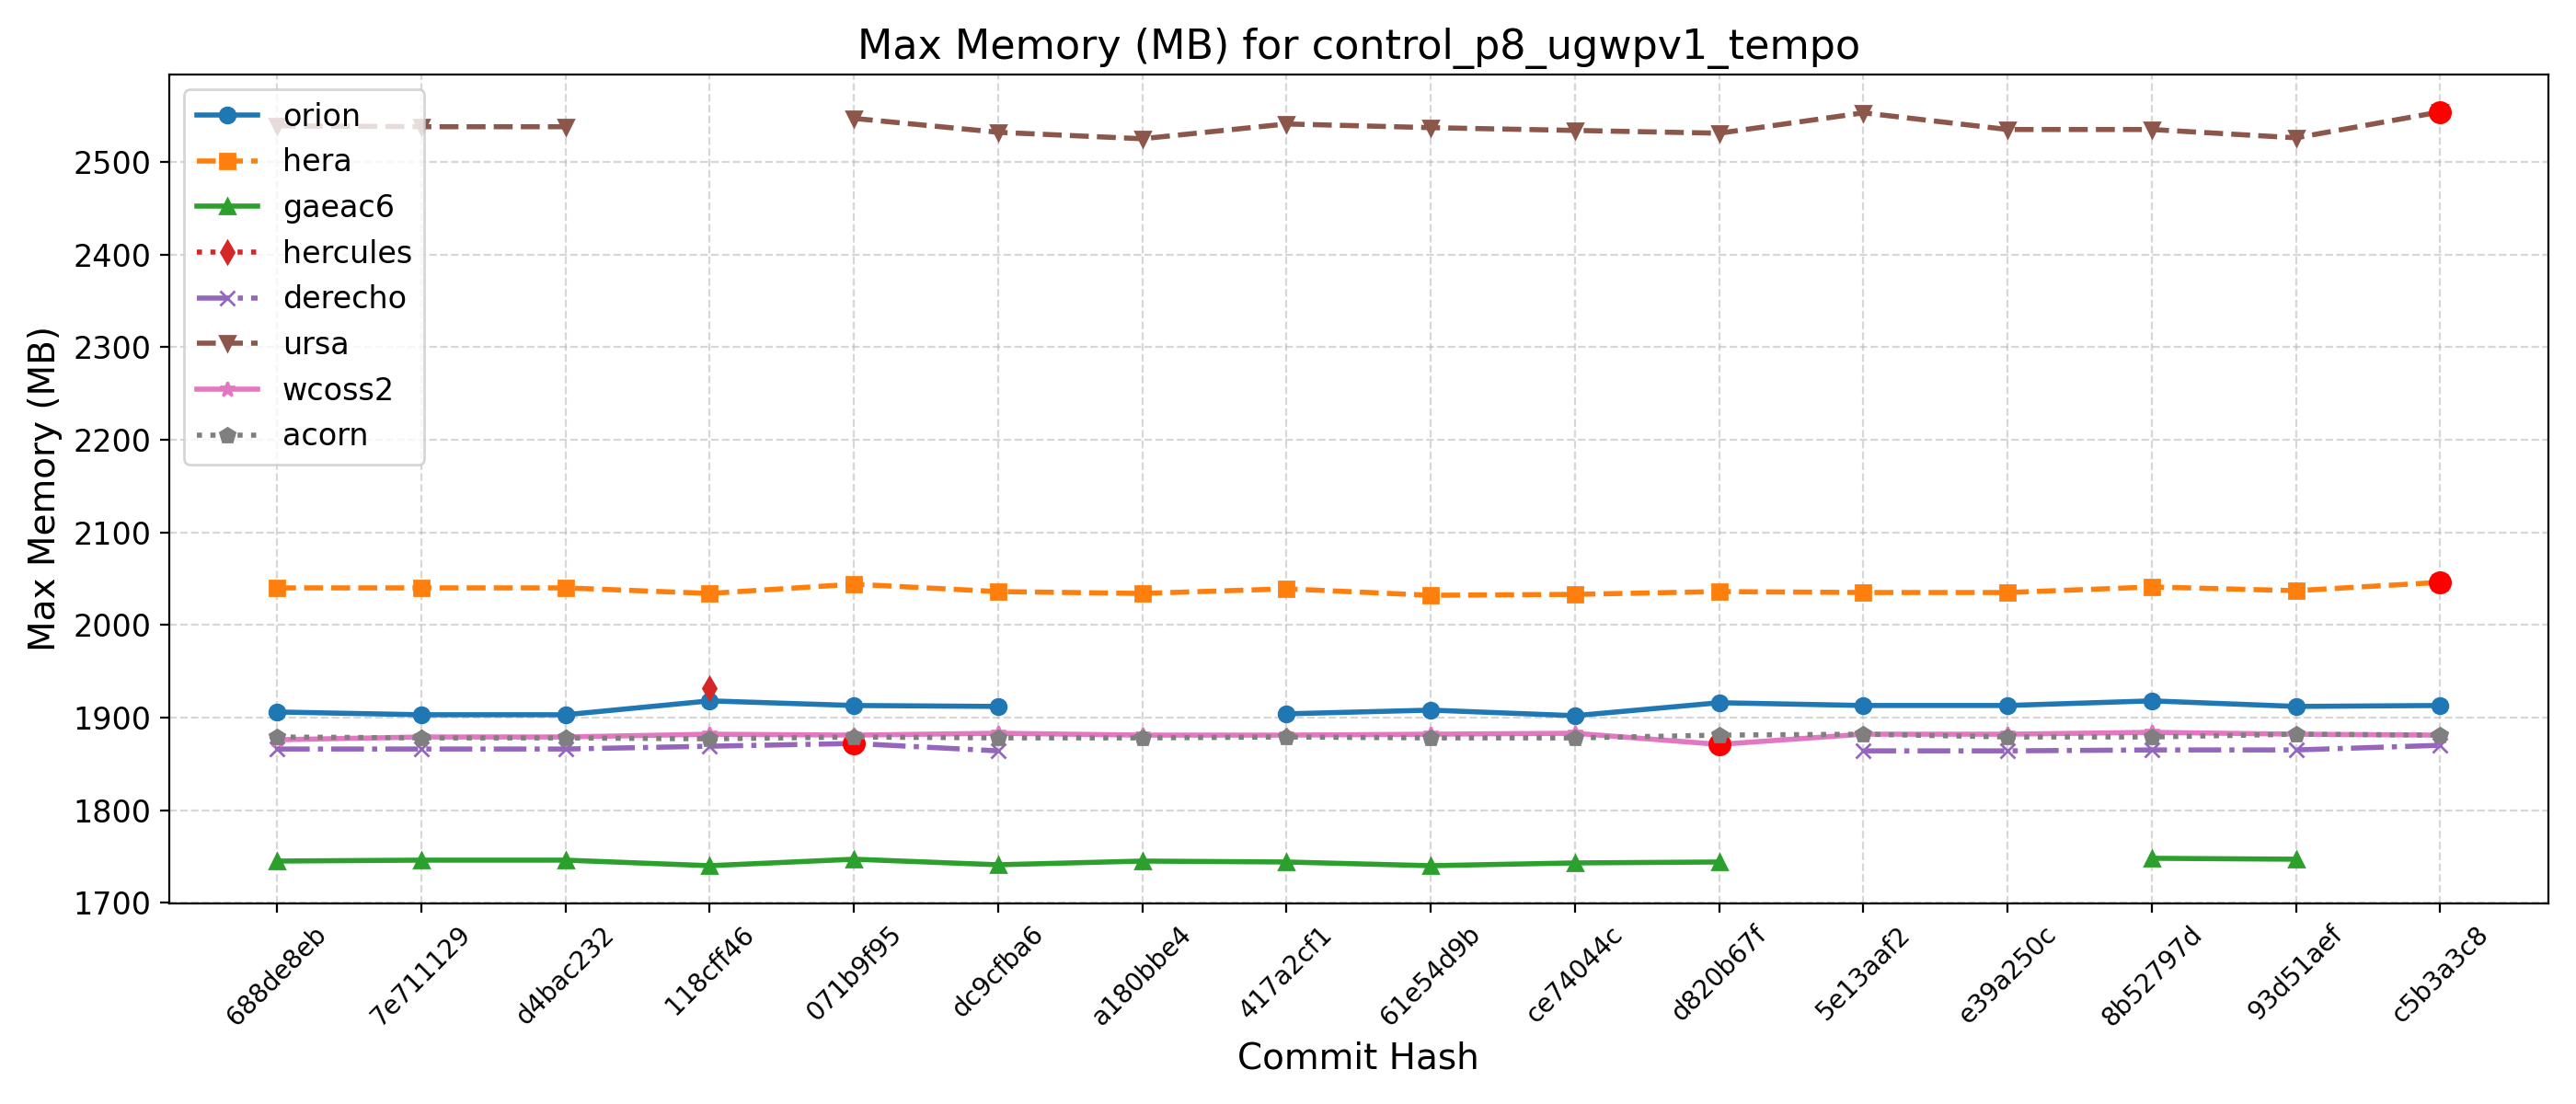 Max Memory (MB) for control_p8_ugwpv1_tempo
orion
hera
gaeac6
hercules
derecho
ursa
wcoss2
acorn
Max Memory (MB)
2500
2400
2300
2200
2100
2000
1900
1800
1700
688de8eb
7e711129
d4bac232
118cff46
071b9f95
dc9cfba6
a180bbe4
417a2cf1
61e54d9b
ce74044c
d820b67f
5e13aaf2
e39a250c
8b52797d
93d51aef
c5b3a3c8
Commit Hash